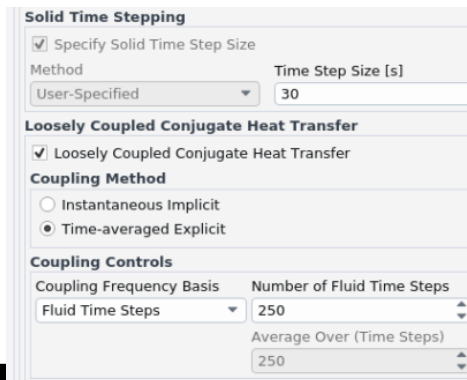 Solid Time Stepping
Specify Solid Time Step Size
Method
Time Step Size [s]
User-Specified
30
Loosely Coupled Conjugate Heat Transfer
Loosely Coupled Conjugate Heat Transfer
Coupling Method
Instantaneous Implicit
Time-averaged Explicit
Coupling Controls
Coupling Frequency Basis
Number of Fluid Time Steps
Fluid Time Steps
250
Average Over (Time Steps)
250